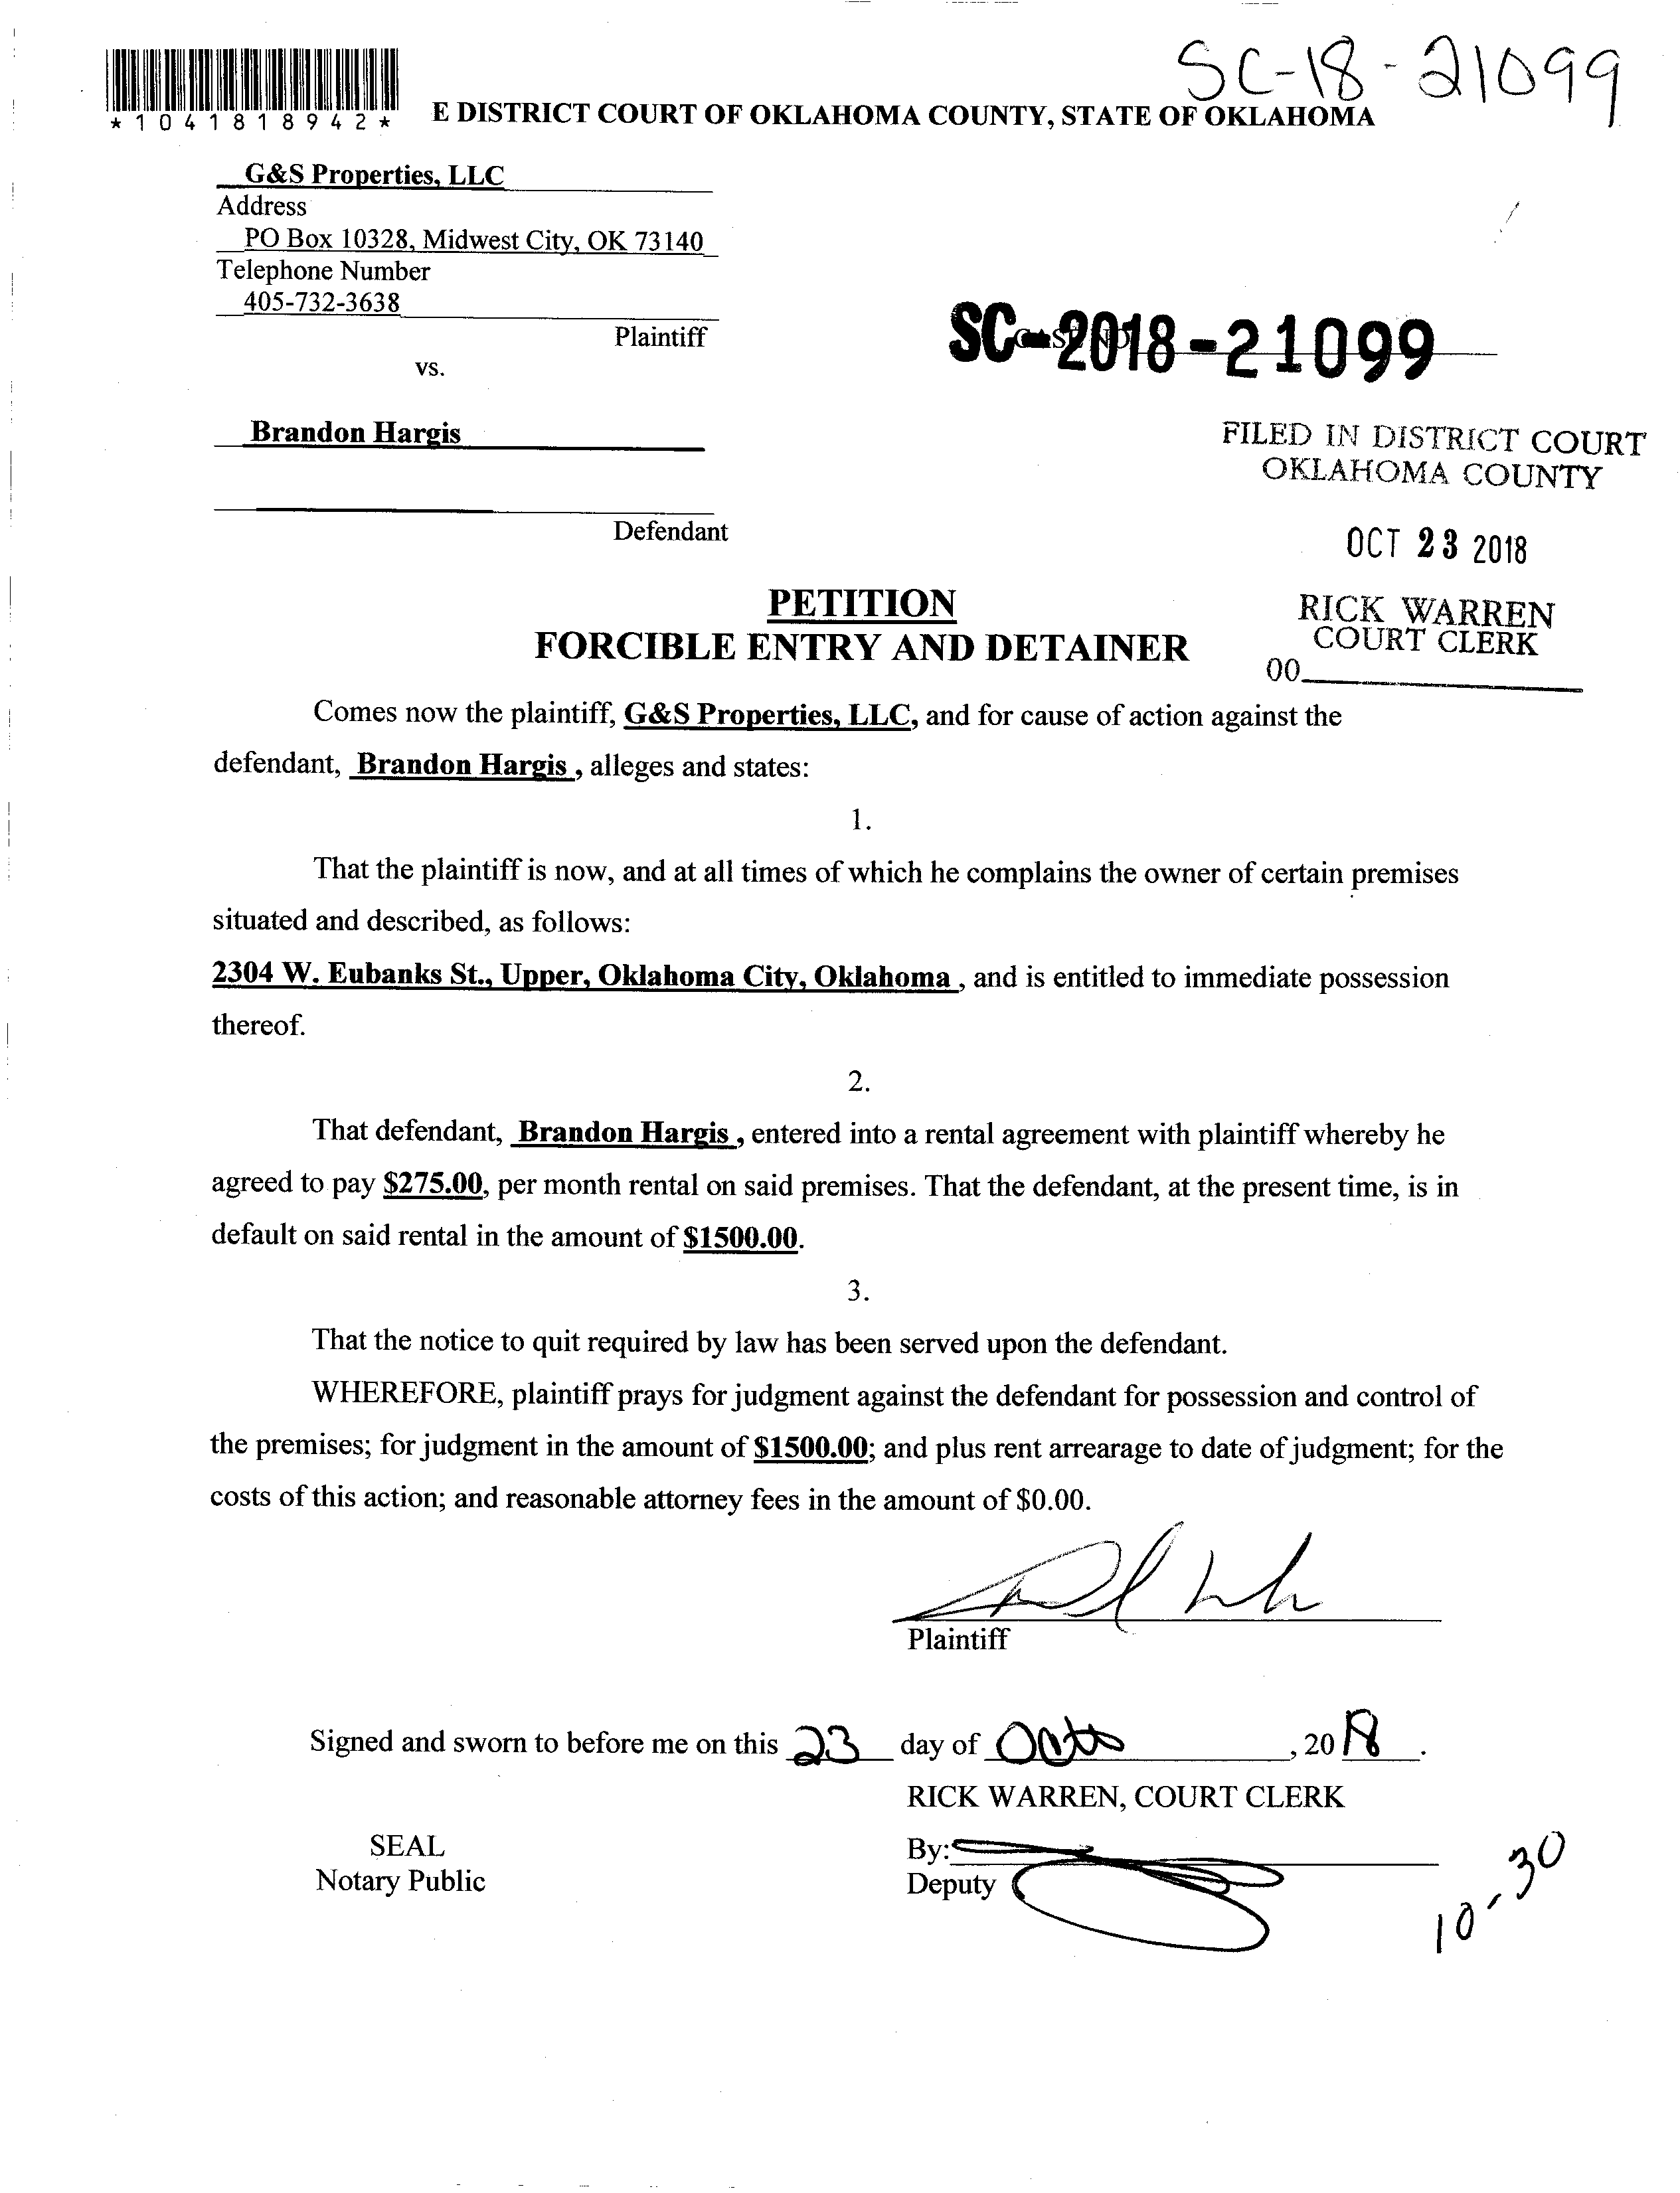 SC-18-21099
*1041818942*
E DISTRICT COURT OF OKLAHOMA COUNTY, STATE OF OKLAHOMA
G&S Properties, LLC
Address
PO Box 10328, Midwest City, OK 73140
Telephone Number
405-732-3638
Plaintiff
vs.
SC-2018-21099
Brandon Hargis
FILED IN DISTRICT COURT
OKLAHOMA COUNTY
Defendant
OCT 23 2018
PETITION
RICK WARREN
COURT CLERK
FORCIBLE ENTRY AND DETAINER
00
Comes now the plaintiff, G&S Properties, LLC, and for cause of action against the
defendant, Brandon Hargis , alleges and states:
1.
That the plaintiff is now, and at all times of which he complains the owner of certain premises
situated and described, as follows:
2304 W. Eubanks St., Upper, Oklahoma City, Oklahoma , and is entitled to immediate possession
thereof.
2.
That defendant, Brandon Hargis , entered into a rental agreement with plaintiff whereby he
agreed to pay $275.00, per month rental on said premises. That the defendant, at the present time, is in
default on said rental in the amount of $1500.00.
3.
That the notice to quit required by law has been served upon the defendant.
WHEREFORE, plaintiff prays for judgment against the defendant for possession and control of
the premises; for judgment in the amount of $1500.00; and plus rent arrearage to date of judgment; for the
costs of this action; and reasonable attorney fees in the amount of $0.00.
Plaintiff
Signed and sworn to before me on this 23 day of , 20 18 .
RICK WARREN, COURT CLERK
SEAL
By:
Notary Public
Deputy
10-30